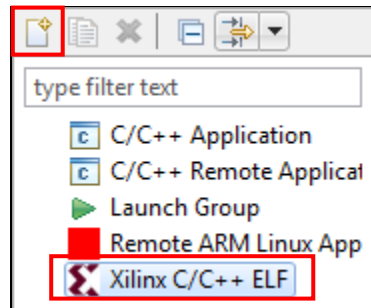 type filter text
C/C++ Application
C/C++ Remote Applicat
Launch Group
Remote ARM Linux App
Xilinx C/C++ ELF